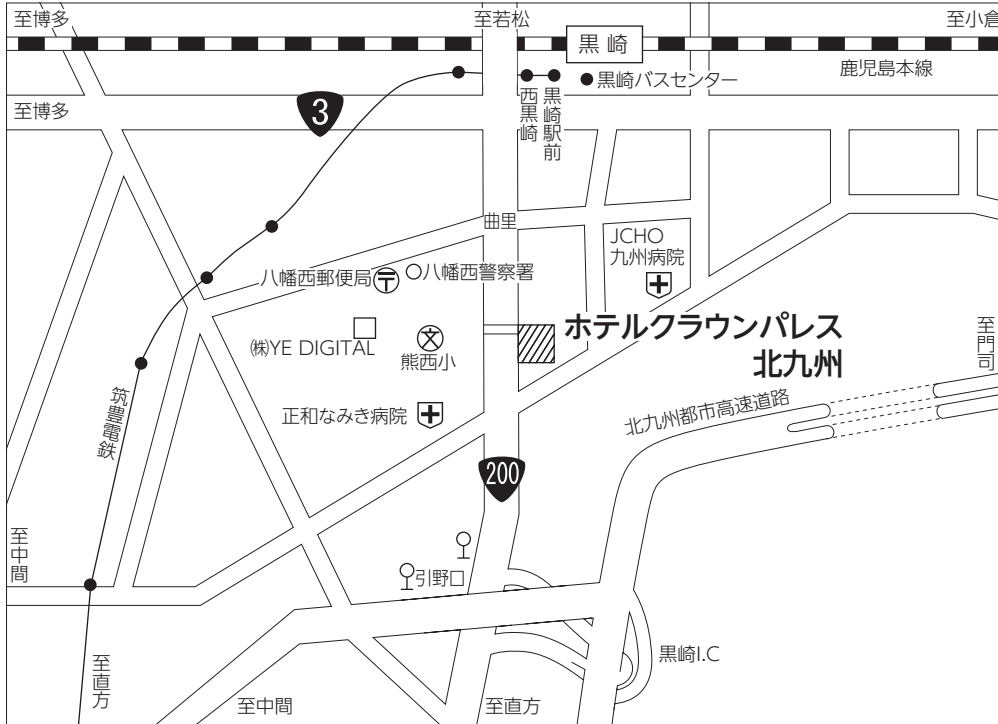 至博多
至若松
至小倉
黒崎
鹿児島本線
黒崎バスセンター
至博多
3
西黒崎
黒崎駅前
曲里
JCHO
九州病院
八幡西郵便局
八幡西警察署
ホテルクラウンパレス
北九州
至門司
㈱YE DIGITAL
文
熊西小
筑豊電鉄
正和なみき病院
北九州都市高速道路
200
至中間
引野口
黒崎I.C
至直方
至中間
至直方